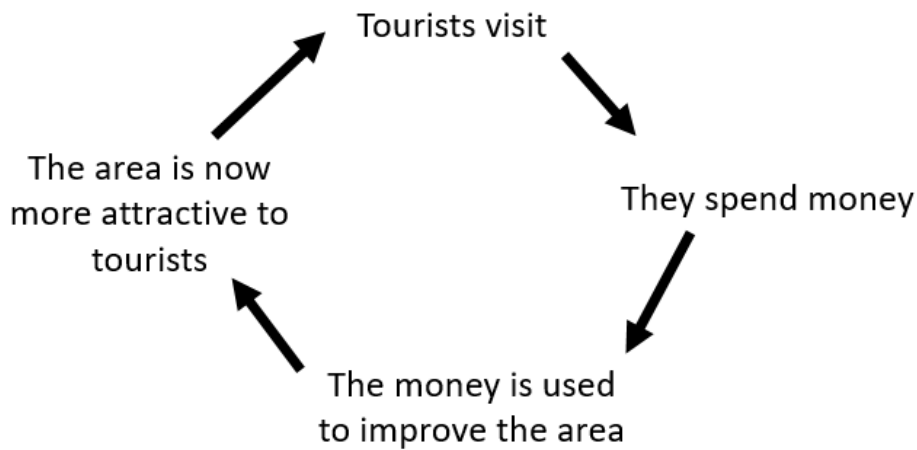 Tourists visit
They spend money
The money is used
to improve the area
The area is now
more attractive to
tourists